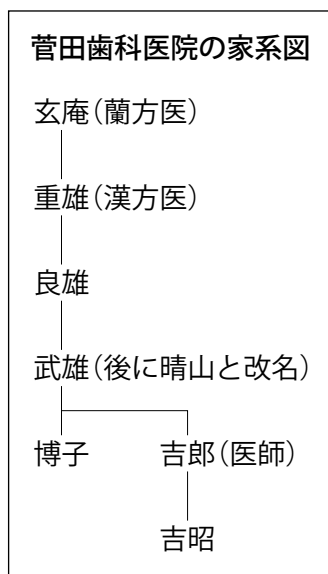 菅田歯科医院の家系図
玄庵(蘭方医)
重雄(漢方医)
良雄
武雄(後に晴山と改名)
博子 吉郎(医師)
吉昭